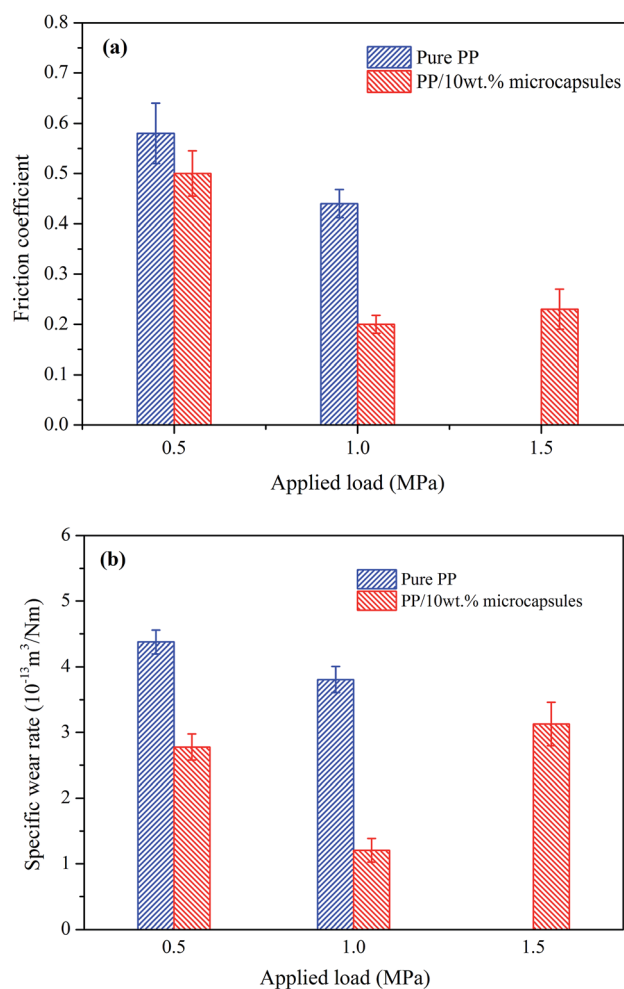 (a)
Pure PP
PP/10wt.% microcapsules
0.8
0.7
0.6
0.5
0.4
0.3
0.2
0.1
0.0
Friction coefficient
0.5 1.0 1.5
Applied load (MPa)
(b)
Pure PP
PP/10wt.% microcapsules
6
5
4
3
2
1
0
Specific wear rate (10⁻¹³m³/Nm)
0.5 1.0 1.5
Applied load (MPa)